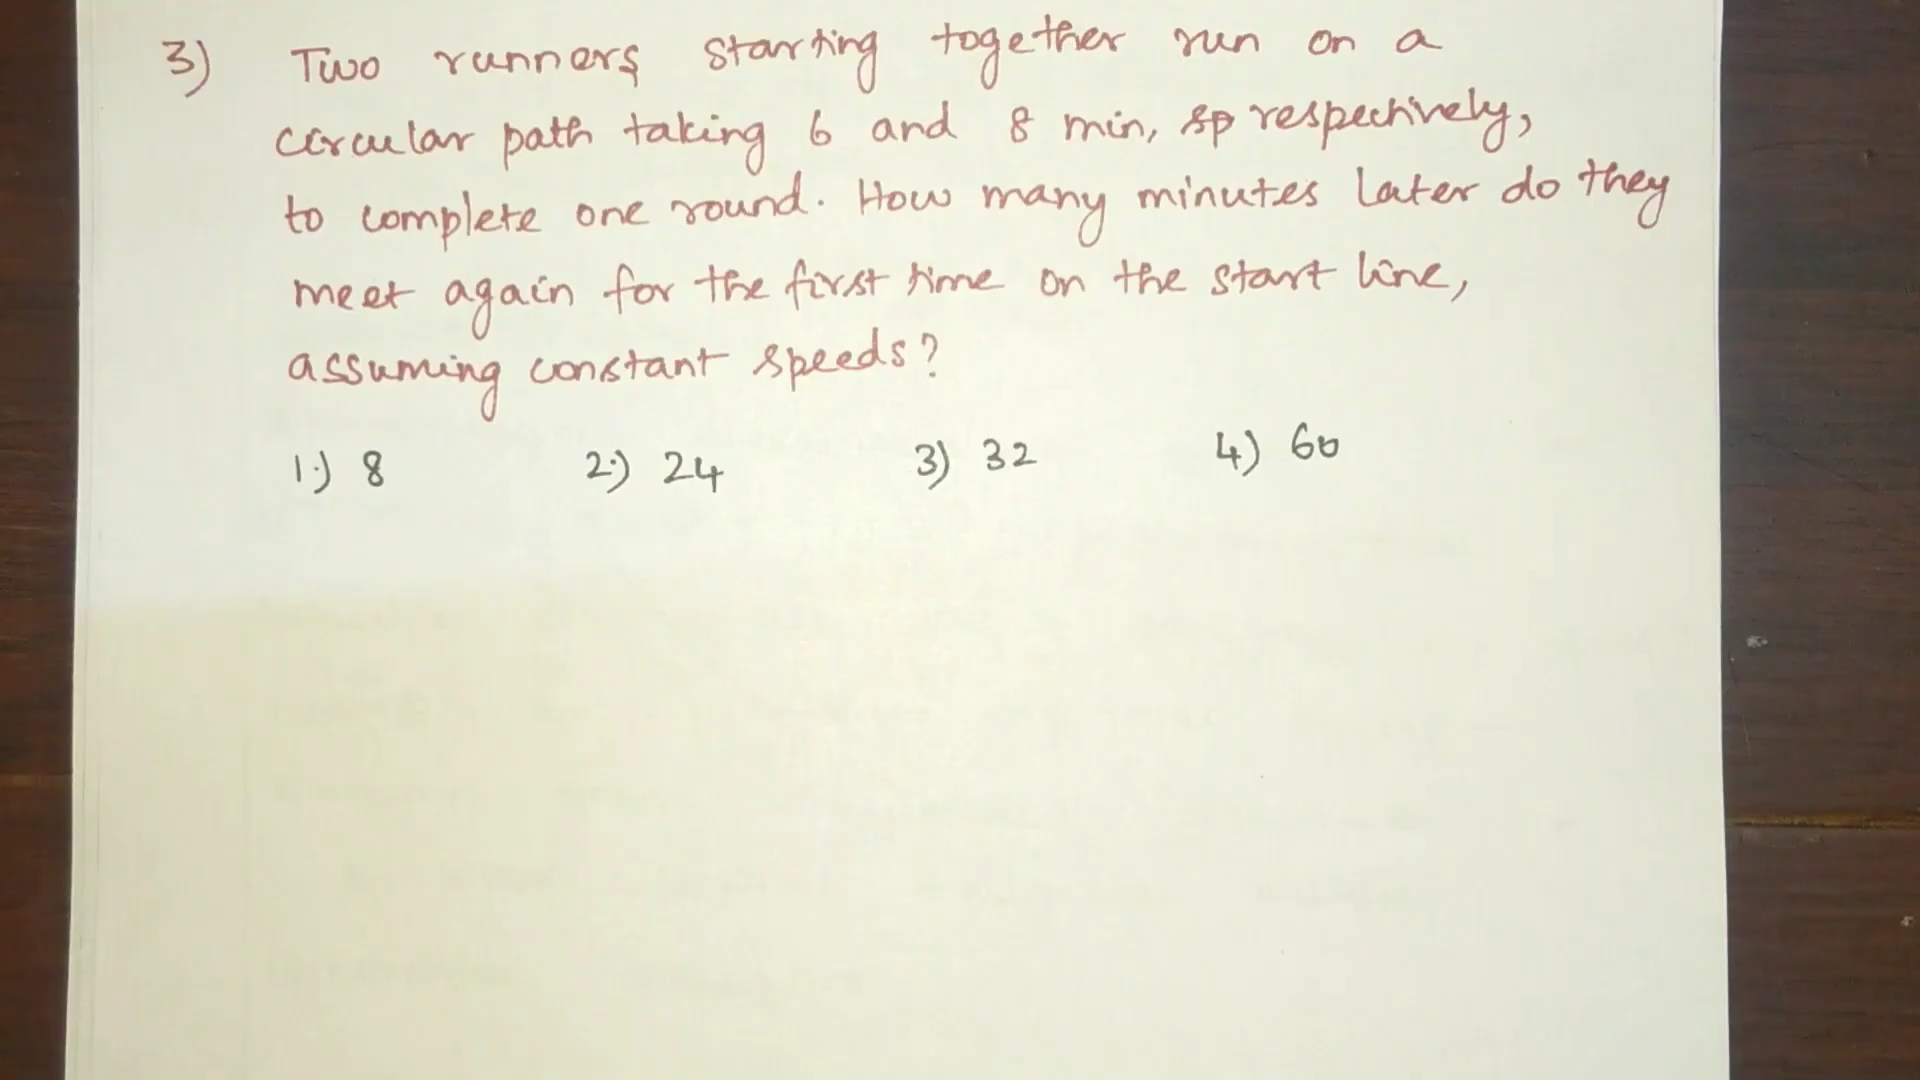 3) Two runners starting together run on a
circular path taking 6 and 8 min, sp respectively,
to complete one round. How many minutes later do they
meet again for the first time on the start line,
assuming constant speeds?
1.) 8 2.) 24 3) 32 4) 60